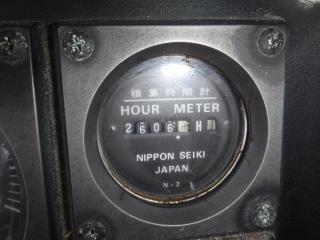 積算時間計
HOUR METER
2606 H
NIPPON SEIKI
JAPAN
N-2